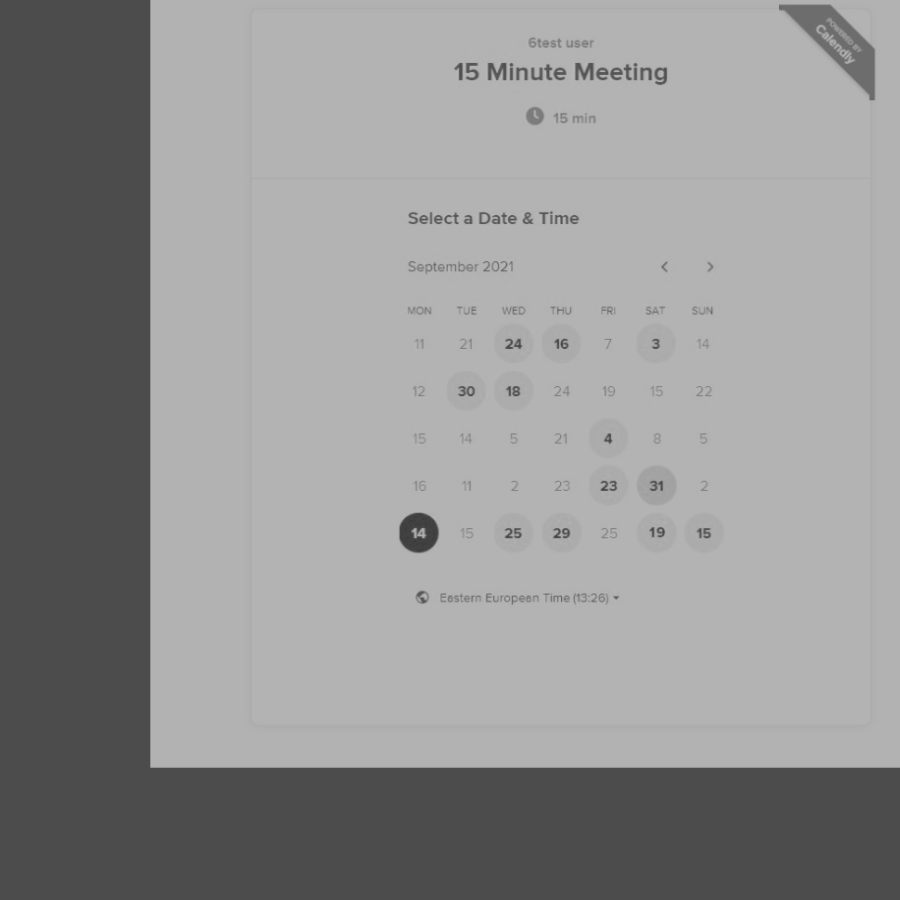 POWERED BY
Calendly
6test user
15 Minute Meeting
15 min
Select a Date & Time
September 2021
MON TUE WED THU FRI SAT SUN
11 21 24 16 7 3 14
12 30 18 24 19 15 22
15 14 5 21 4 8 5
16 11 2 23 23 31 2
14 15 25 29 25 19 15
Eastern European Time (13:26)